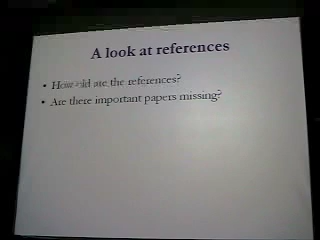 A look at references
• How old are the references?
• Are there important papers missing?